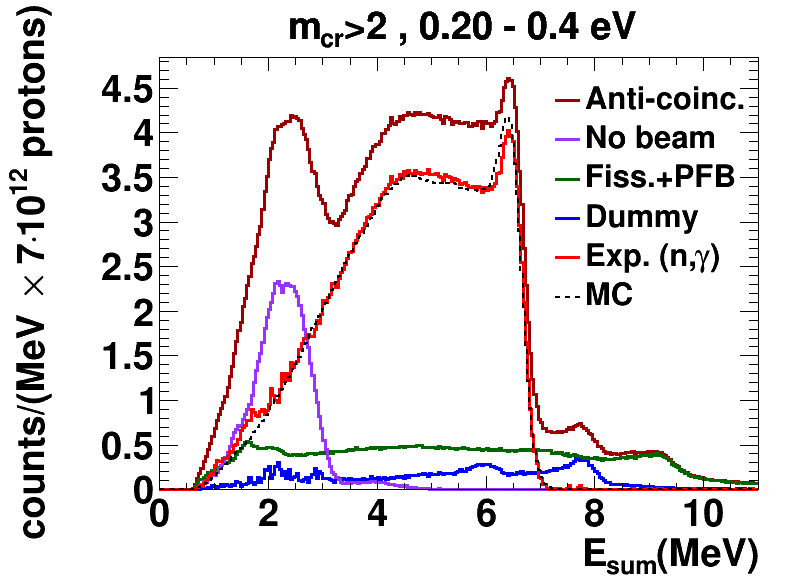 m_cr>2 , 0.20 - 0.4 eV
counts/(MeV × 7·10^12 protons)
4.5
4
3.5
3
2.5
2
1.5
1
0.5
0
Anti-coinc.
No beam
Fiss.+PFB
Dummy
Exp. (n,γ)
MC
0 2 4 6 8 10
E_sum(MeV)